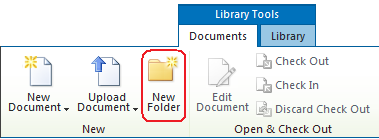 Library Tools
Documents Library
New
Document
Upload
Document
New
Folder
Edit
Document
Check Out
Check In
Discard Check Out
New
Open & Check Out